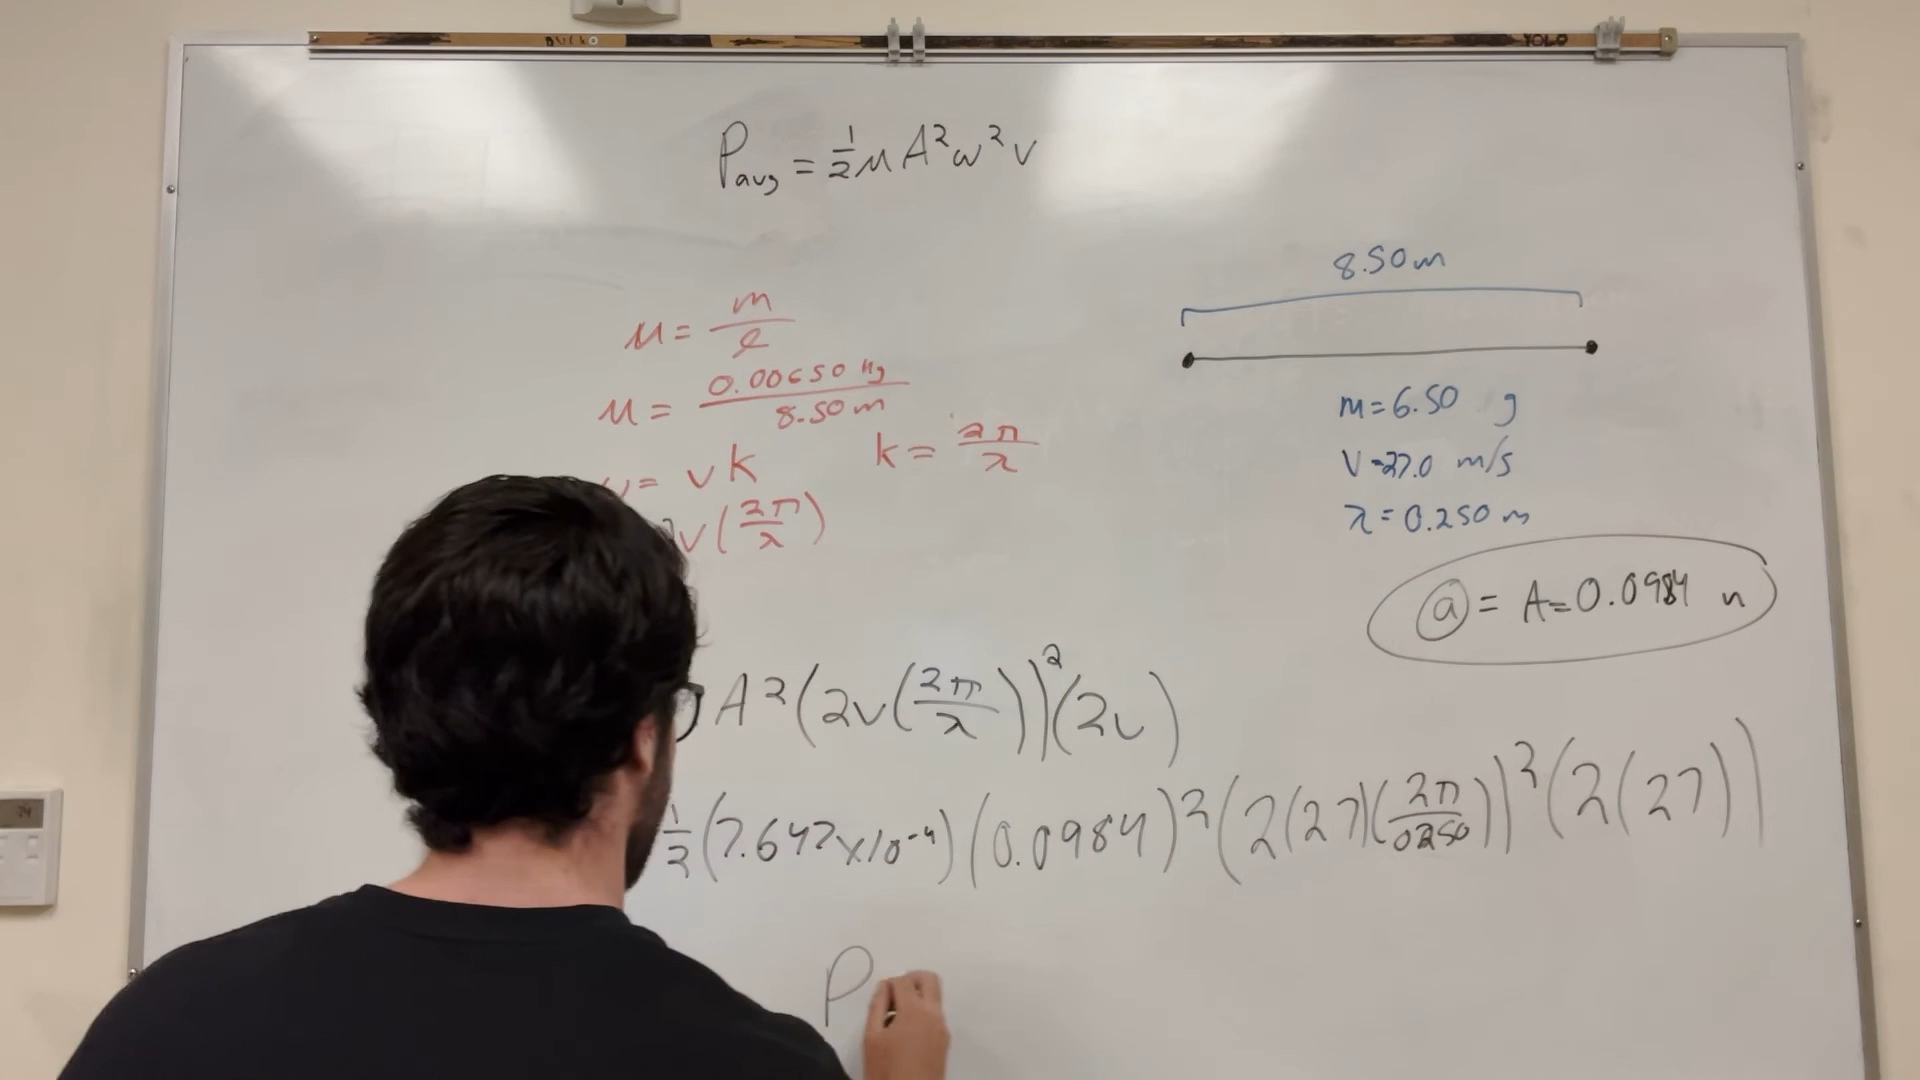 YOLO
P_avg = 1/2 μ A² ω² v
8.50 m
μ = m/ℓ
μ = 0.00650 kg / 8.50 m
m = 6.50 g
= v k
k = 2π/λ
v = 27.0 m/s
v(2π/λ)
λ = 0.250 m
ⓐ = A = 0.0984 m
A² (2v(2π/λ))² (2v)
1/2 (7.647 x 10⁻⁴) (0.0984)² (2(27)(2π/0.250))² (2(27))
P